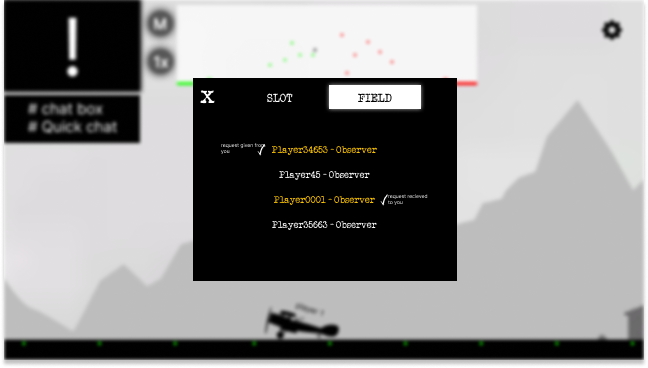 !
M
1x
# chat box
# Quick chat
X
SLOT
FIELD
request given from
you
Player34653 - Observer
Player45 - Observer
Player0001 - Observer
request recieved
to you
Player35663 - Observer